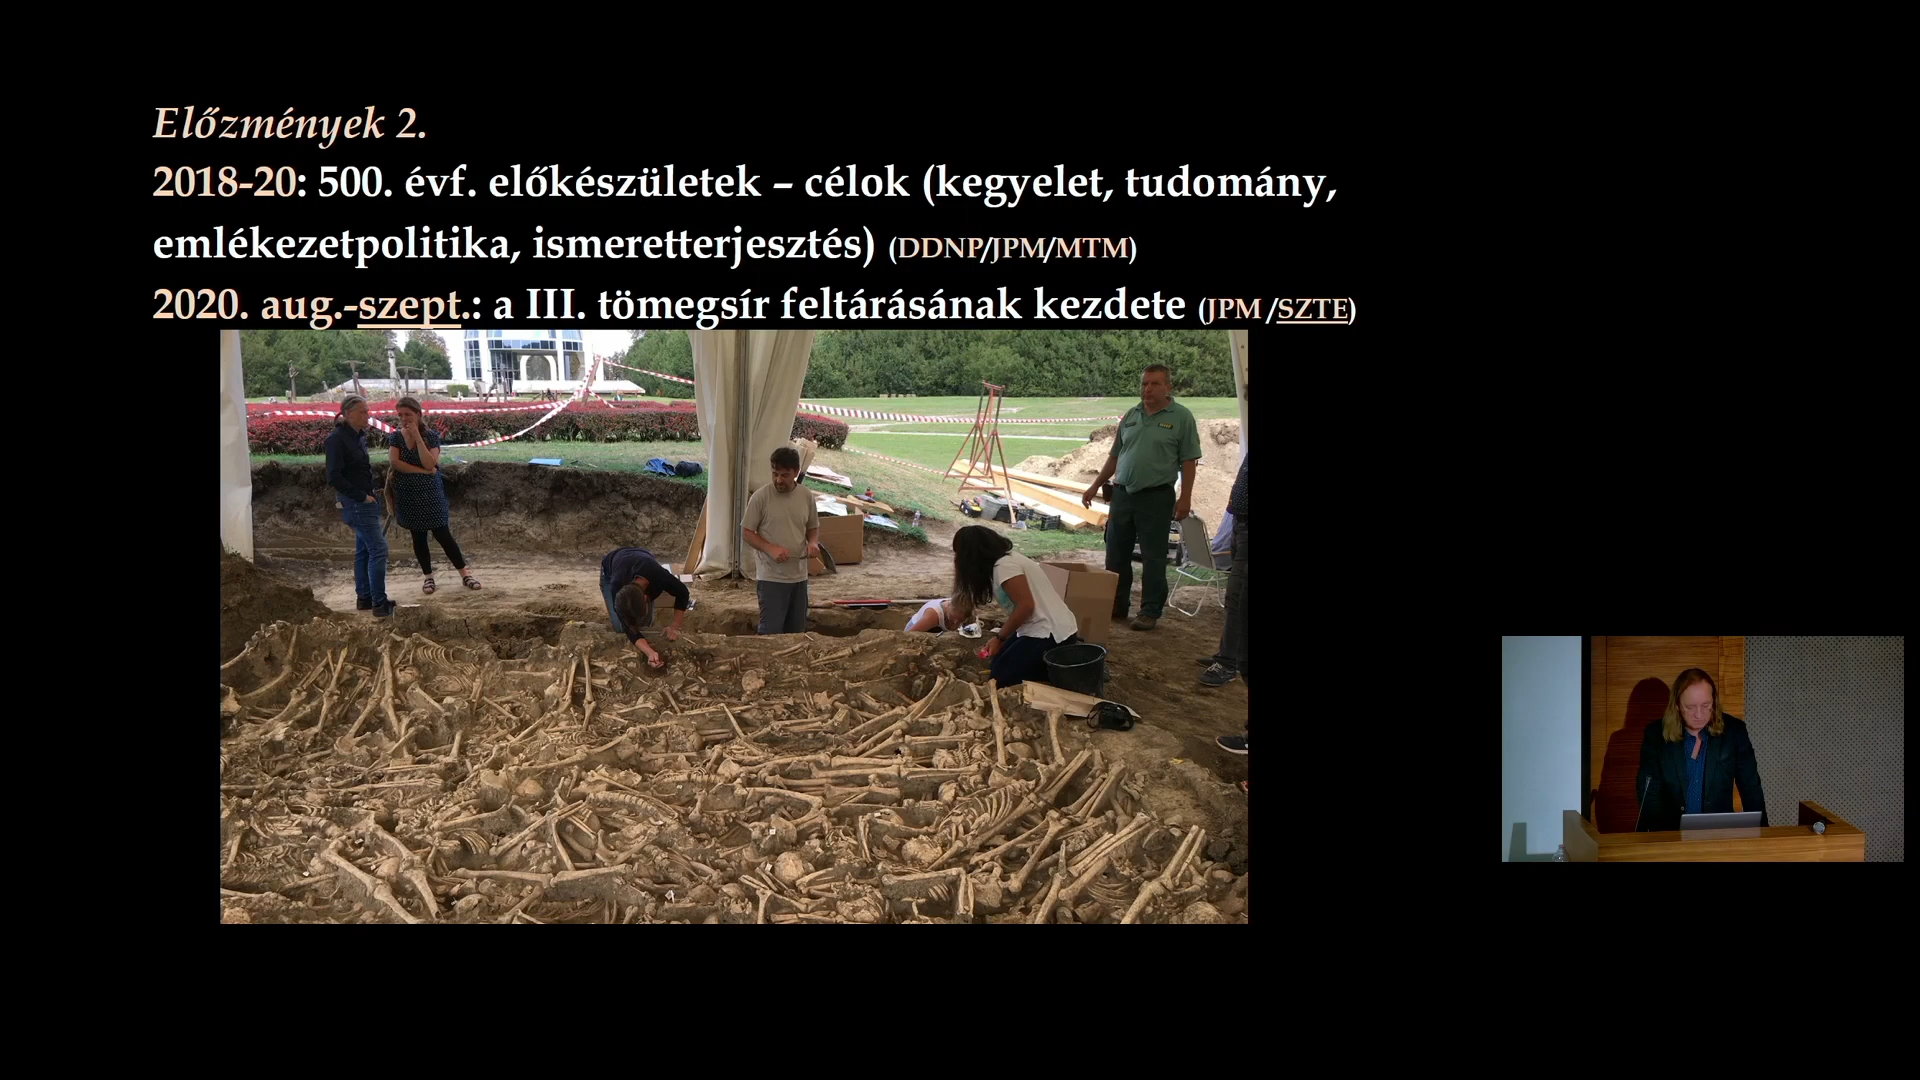 Előzmények 2.
2018-20: 500. évf. előkészületek – célok (kegyelet, tudomány,
emlékezetpolitika, ismeretterjesztés) (DDNP/JPM/MTM)
2020. aug.-szept.: a III. tömegsír feltárásának kezdete (JPM /SZTE)